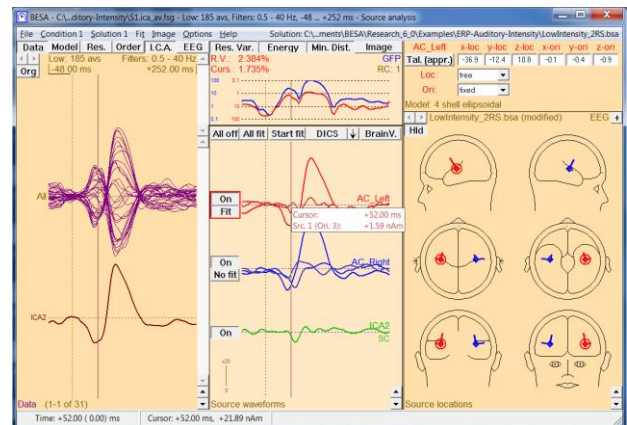 BESA - C:\...ditory-Intensity\S1.ica_av.fsg - Low: 185 avs, Filters: 0.5 - 40 Hz, -48 ... +252 ms - Source analysis
File Condition 1 Solution 1 Fit Image Options Help Solution: C:\...ments\BESA\Research_6_0\Examples\ERP-Auditory-Intensity\LowIntensity_2RS.bsa
Data Model Res. Order I.C.A. EEG
Org
Low: 185 avs Filters: 0.5 - 40 Hz
-48.00 ms +252.00 ms
All
ICA2
Data (1-1 of 31)
Res. Var. Energy Min. Dist. Image
R.V.: 2.384% GFP
Curs.: 1.735% RC: 1
All off All fit Start fit DICS BrainV.
On
Fit
AC_Left
Cursor: +52.00 ms
Src. 1 (Ori. 3): +1.59 nAm
On
No fit
AC_Right
On
ICA2
SC
+20
0
Source waveforms
AC_Left x-loc y-loc z-loc x-ori y-ori z-ori
Tal. (appr.) -36.9 -12.4 10.8 -0.1 -0.4 -0.9
Loc: free
Ori: fixed
Model: 4 shell ellipsoidal
LowIntensity_2RS.bsa (modified) EEG +
Hld
Source locations
Time: +52.00 ( 0.00) ms Cursor: +52.00 ms, +21.89 nAm